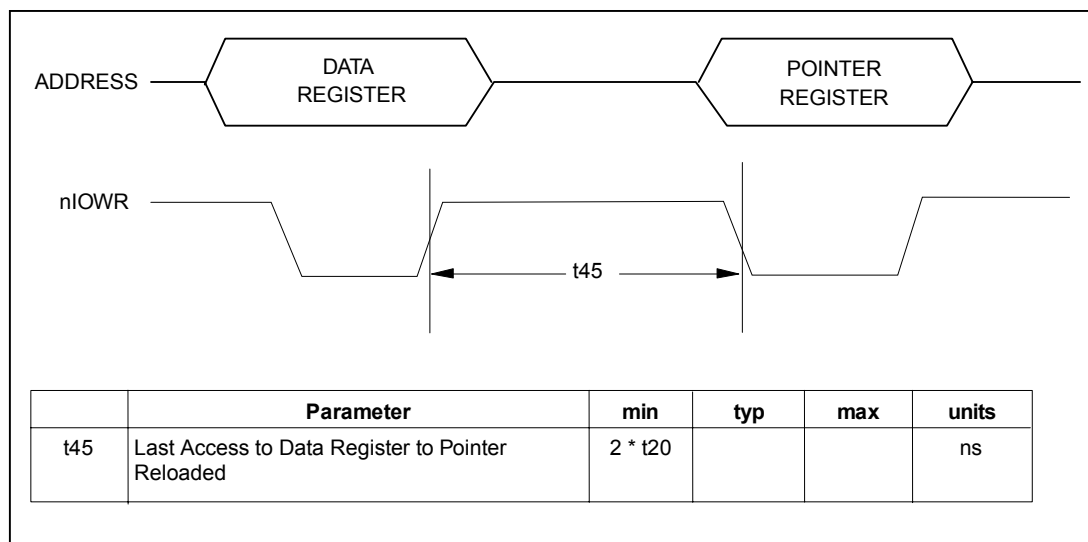 DATA
REGISTER
POINTER
REGISTER
ADDRESS
nIOWR
t45
Parameter min typ max units
t45 Last Access to Data Register to Pointer 2 * t20 ns
Reloaded